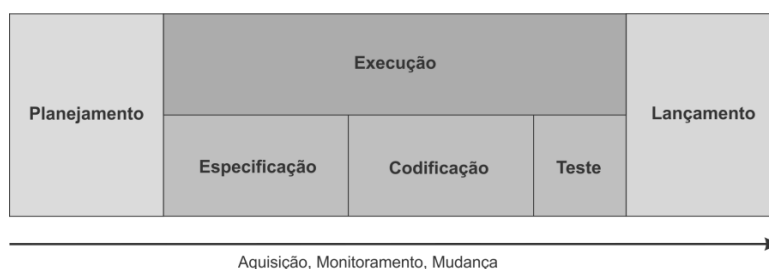 Execução
Planejamento
Lançamento
Especificação
Codificação
Teste
Aquisição, Monitoramento, Mudança